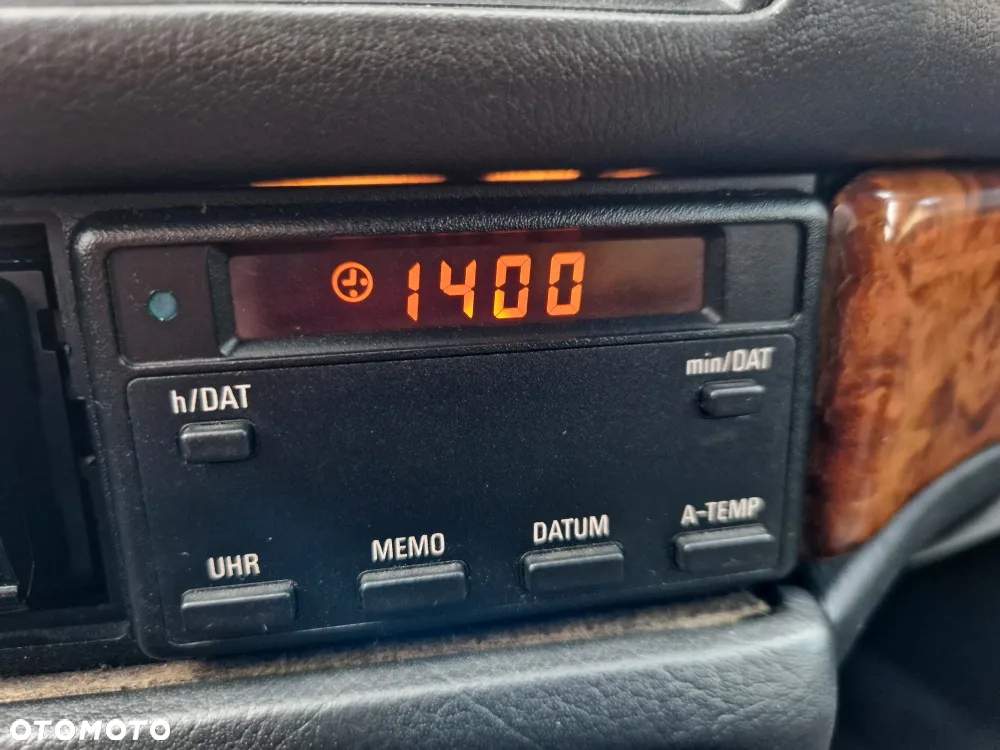 1400
h/DAT
min/DAT
UHR
MEMO
DATUM
A-TEMP
OTOMOTO